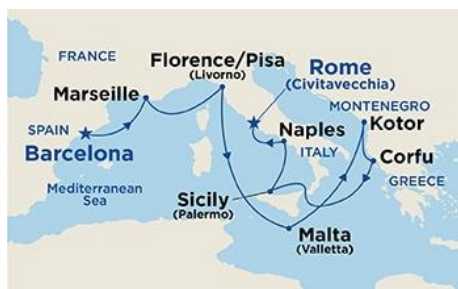 FRANCE
Florence/Pisa
(Livorno)
Rome
(Civitavecchia)
Marseille
MONTENEGRO
Kotor
SPAIN
Barcelona
Naples
ITALY
Corfu
GREECE
Mediterranean
Sea
Sicily
(Palermo)
Malta
(Valletta)